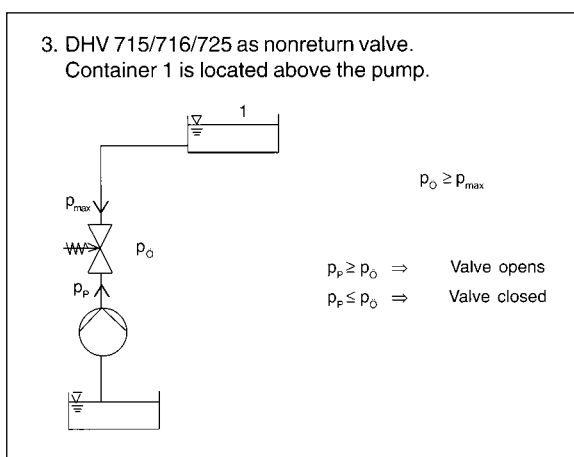 3. DHV 715/716/725 as nonreturn valve.
Container 1 is located above the pump.
1
pÖ ≥ pmax
pmax
pÖ
pP ≥ pÖ ⇒ Valve opens
pP
pP ≤ pÖ ⇒ Valve closed